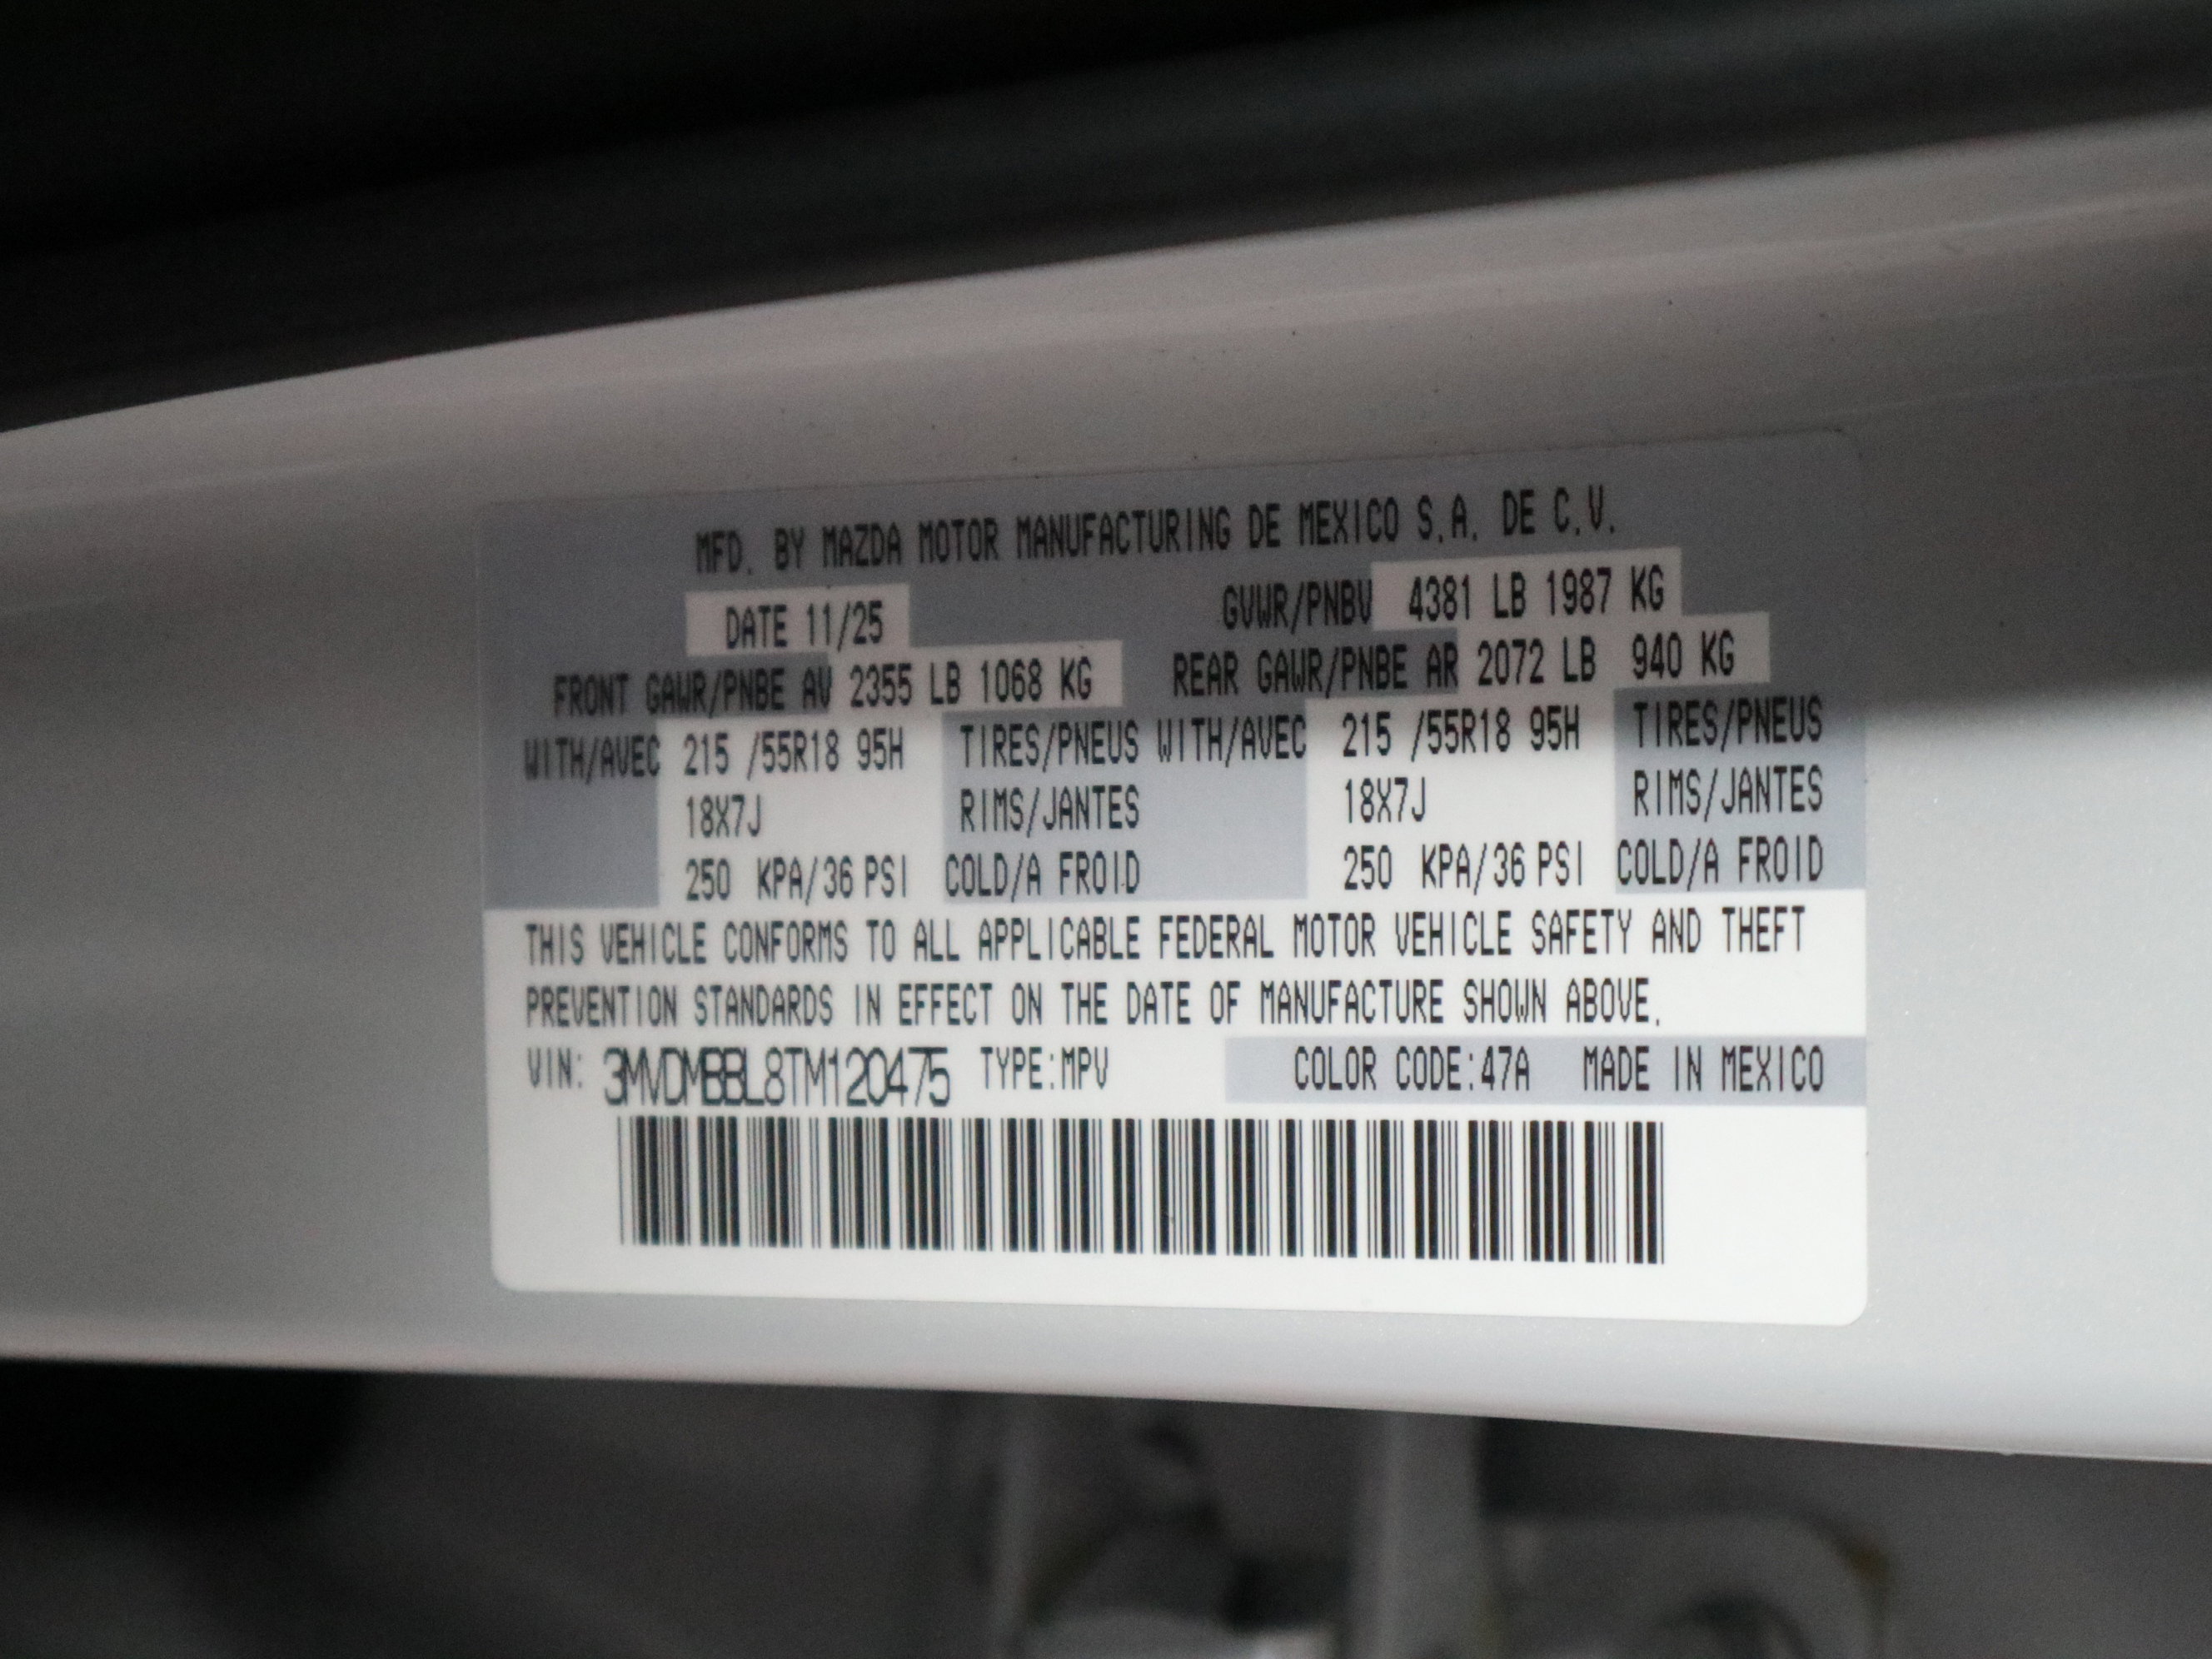 MFD. BY MAZDA MOTOR MANUFACTURING DE MEXICO S.A. DE C.V.
DATE 11/25 GVWR/PNBV 4381 LB 1987 KG
FRONT GAWR/PNBE AV 2355 LB 1068 KG REAR GAWR/PNBE AR 2072 LB 940 KG
WITH/AVEC 215 /55R18 95H TIRES/PNEUS WITH/AVEC 215 /55R18 95H TIRES/PNEUS
18X7J RIMS/JANTES 18X7J RIMS/JANTES
250 KPA/36 PSI COLD/A FROID 250 KPA/36 PSI COLD/A FROID
THIS VEHICLE CONFORMS TO ALL APPLICABLE FEDERAL MOTOR VEHICLE SAFETY AND THEFT
PREVENTION STANDARDS IN EFFECT ON THE DATE OF MANUFACTURE SHOWN ABOVE.
VIN: 3MVDMBBL8TM120475 TYPE:MPV COLOR CODE:47A MADE IN MEXICO